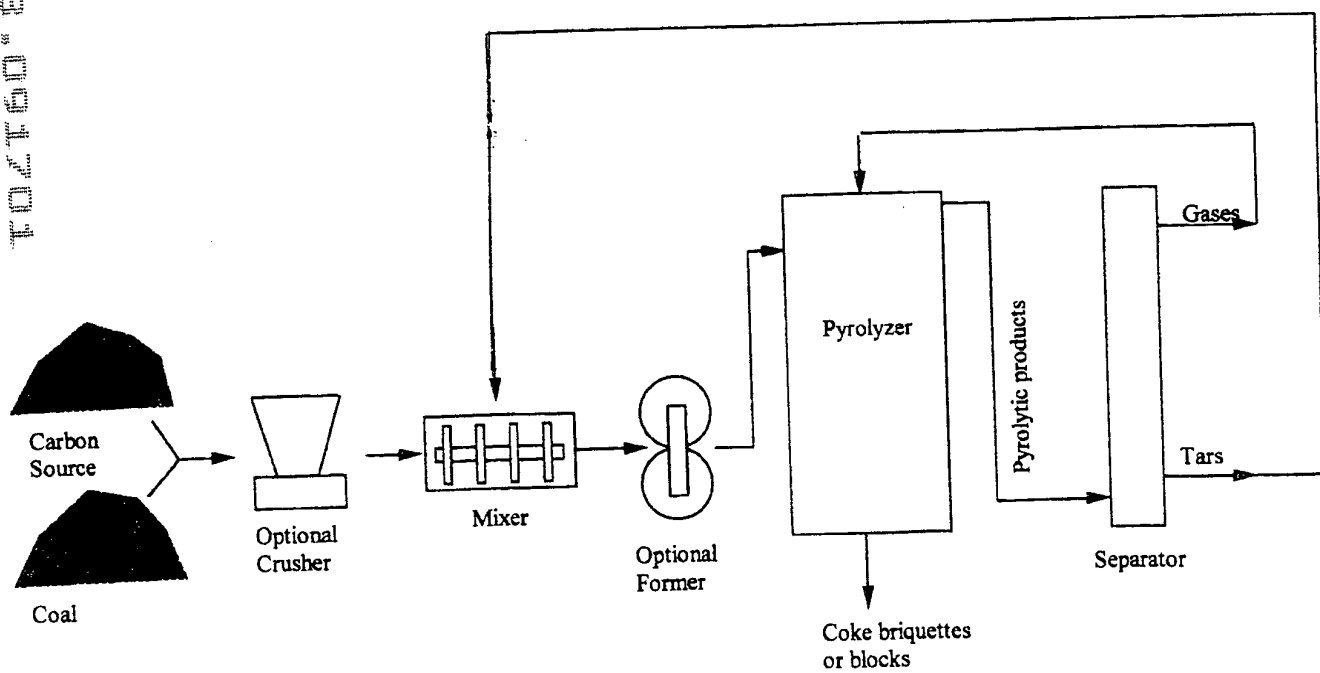 Carbon
Source
Coal
Optional
Crusher
Mixer
Optional
Former
Pyrolyzer
Coke briquettes
or blocks
Pyrolytic products
Gases
Tars
Separator